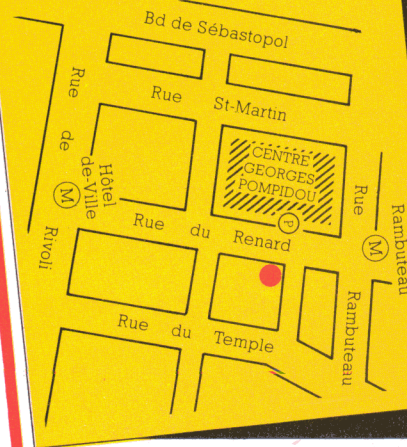 Bd de Sébastopol
Rue St-Martin
Rue de Rivoli
Hôtel
de-Ville
M
CENTRE
GEORGES
POMPIDOU
P
Rue Rambuteau
M
Rambuteau
Rue du Renard
Rue du Temple